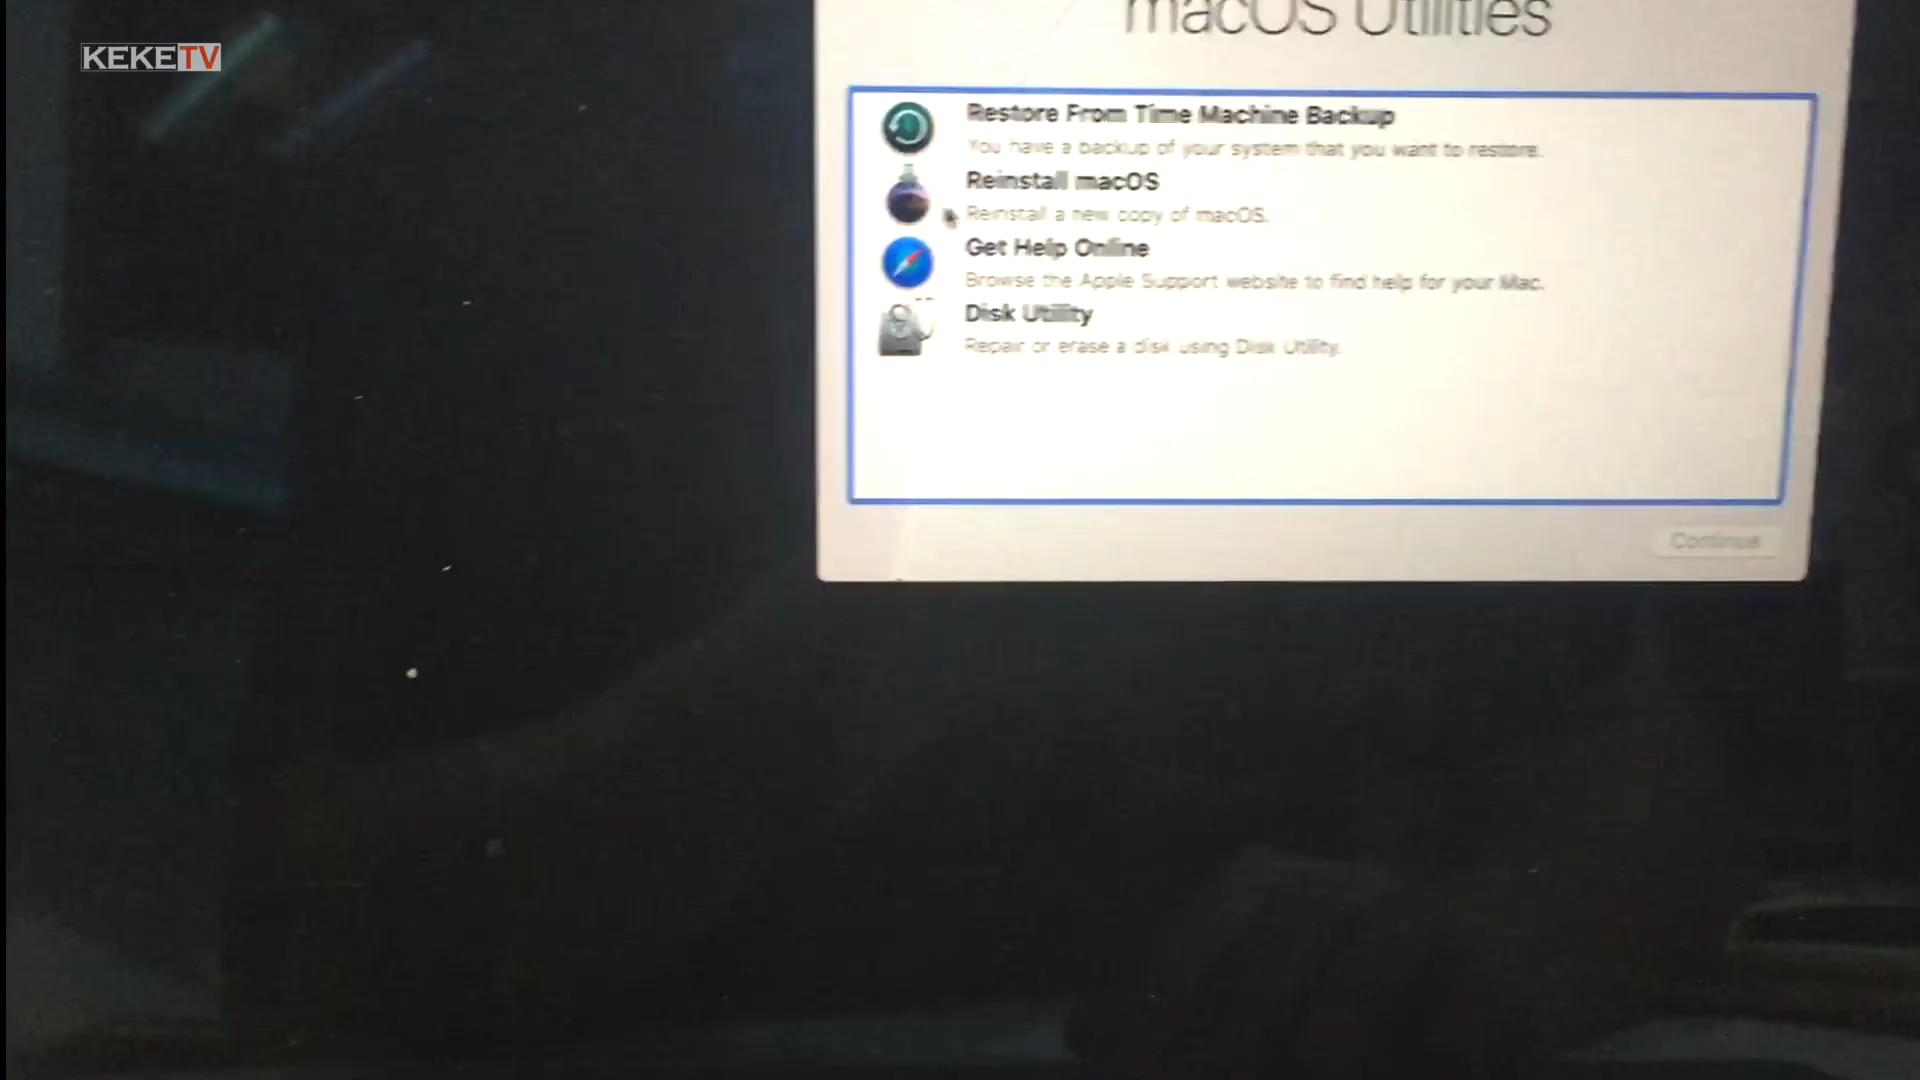 KEKETV
macOS Utilities
Restore From Time Machine Backup
You have a backup of your system that you want to restore.
Reinstall macOS
Reinstall a new copy of macOS.
Get Help Online
Browse the Apple Support website to find help for your Mac.
Disk Utility
Repair or erase a disk using Disk Utility.
Continue